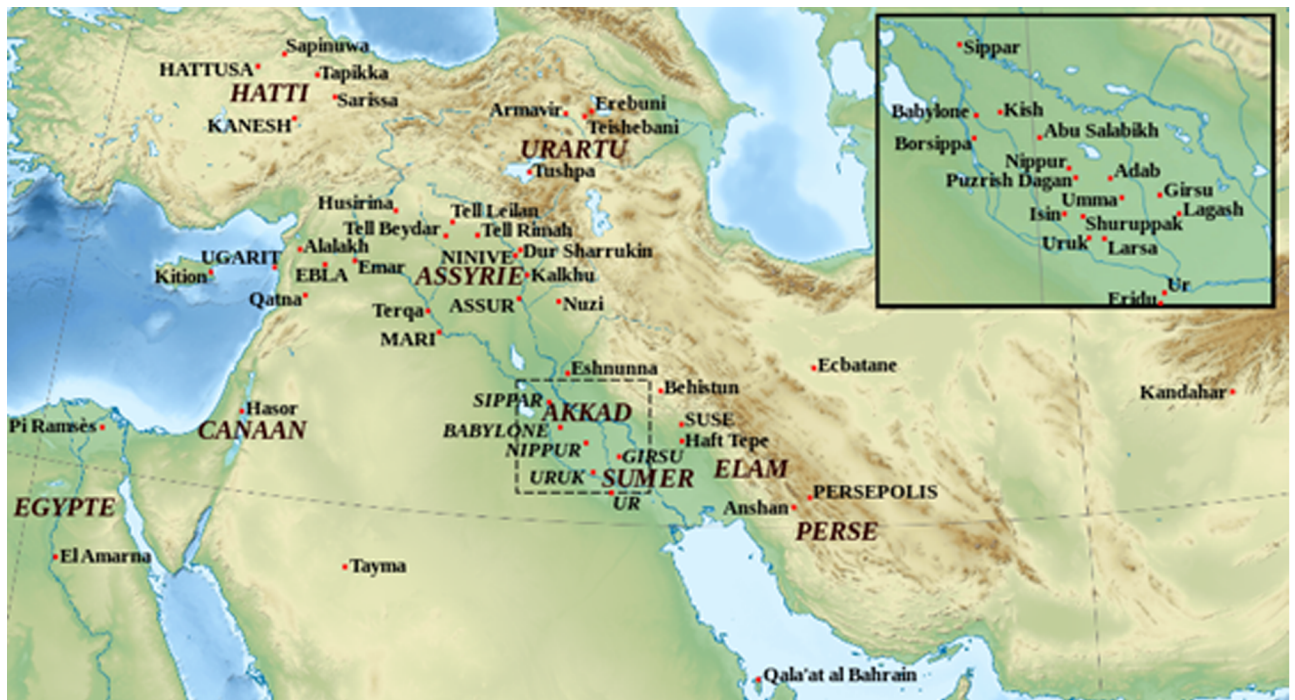 Sapinuwa
HATTUSA
Tapikka
HATTI
Sarissa
KANESH
Armavir
Erebuni
Teishebani
URARTU
Tushpa
Husirina
Tell Leilan
Tell Beydar
Tell Rimah
Alalakh
UGARIT
NINIVE
Dur Sharrukin
Kition
EBLA
Emar
ASSYRIE
Kalkhu
Qatna
Terqa
ASSUR
Nuzi
MARI
Eshnunna
Ecbatane
Behistun
Kandahar
SIPPAR
AKKAD
Hasor
Pi Ramsès
CANAAN
BABYLONE
SUSE
Haft Tepe
NIPPUR
GIRSU
URUK
SUMER
ELAM
UR
PERSEPOLIS
Anshan
PERSE
EGYPTE
El Amarna
Tayma
Qala'at al Bahrain
Sippar
Babylone
Kish
Abu Salabikh
Borsippa
Nippur
Puzrish Dagan
Adab
Umma
Girsu
Isin
Lagash
Shuruppak
Uruk
Larsa
Ur
Eridu